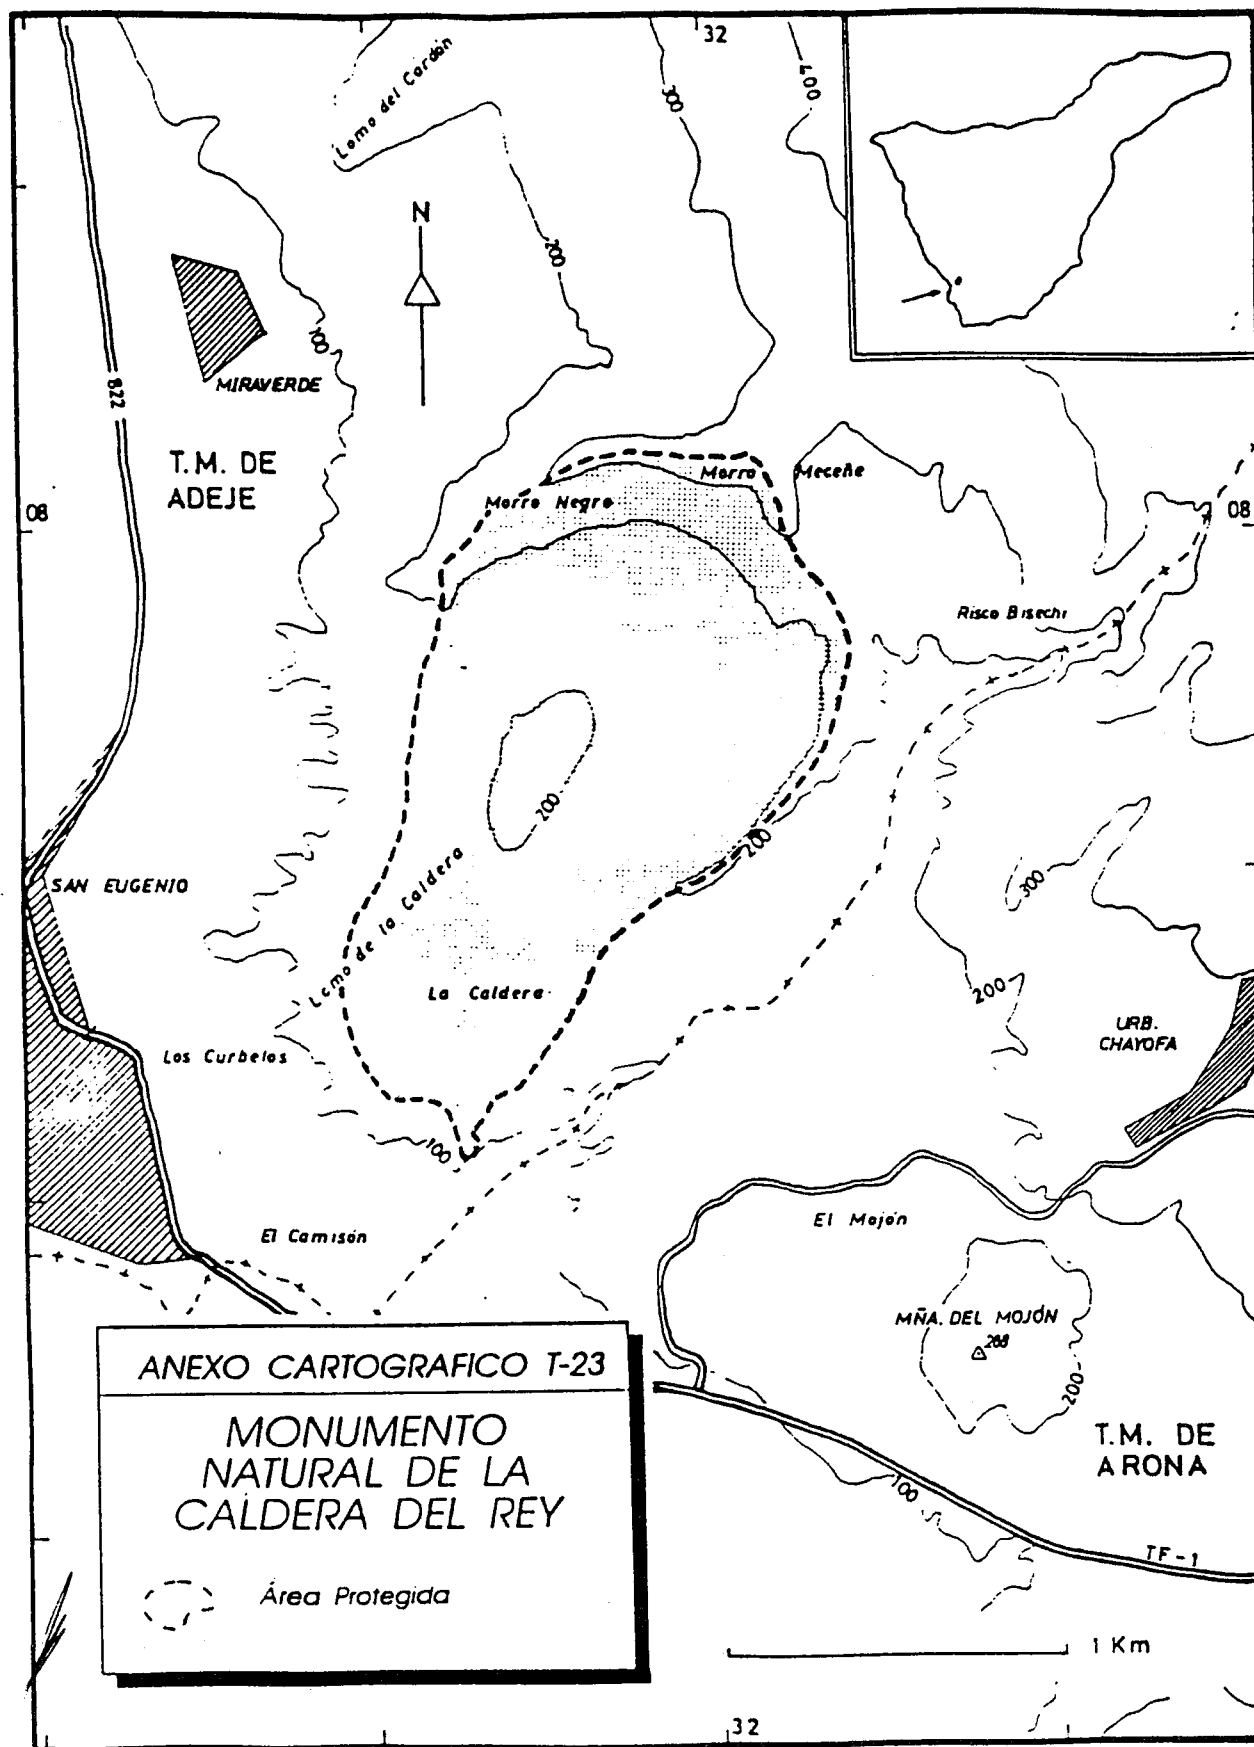 32
Lomo del Cardón
300
400
200
N
100
MIRAVERDE
822
T.M. DE
ADEJE
Morro Meceñe
Morro Negro
08
08
Risco Bisechi
200
200
SAN EUGENIO
Lomo de la Caldera
300
La Caldera
200
URB.
CHAYOFA
Los Curbelos
100
El Mojón
El Camisón
MÑA. DEL MOJÓN
288
200
ANEXO CARTOGRAFICO T-23
MONUMENTO
NATURAL DE LA
CALDERA DEL REY
Área Protegida
T.M. DE
ARONA
100
TF-1
1 Km
32